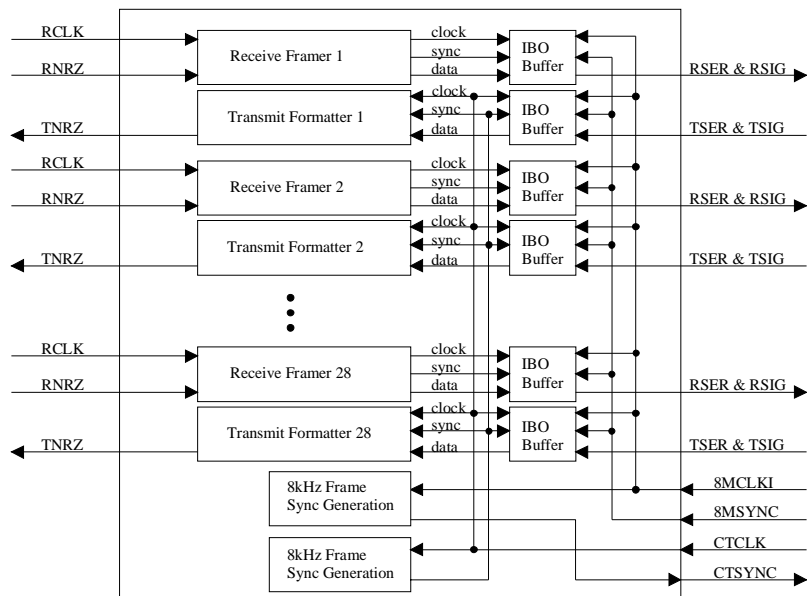 RCLK
Receive Framer 1
clock
IBO
Buffer
sync
RNRZ
data
RSER & RSIG
Transmit Formatter 1
clock
IBO
Buffer
sync
TNRZ
data
TSER & TSIG
RCLK
Receive Framer 2
clock
IBO
Buffer
sync
RNRZ
data
RSER & RSIG
Transmit Formatter 2
clock
IBO
Buffer
sync
TNRZ
data
TSER & TSIG
RCLK
Receive Framer 28
clock
IBO
Buffer
sync
RNRZ
data
RSER & RSIG
Transmit Formatter 28
clock
IBO
Buffer
sync
TNRZ
data
TSER & TSIG
8kHz Frame
Sync Generation
8MCLKI
8MSYNC
8kHz Frame
Sync Generation
CTCLK
CTSYNC